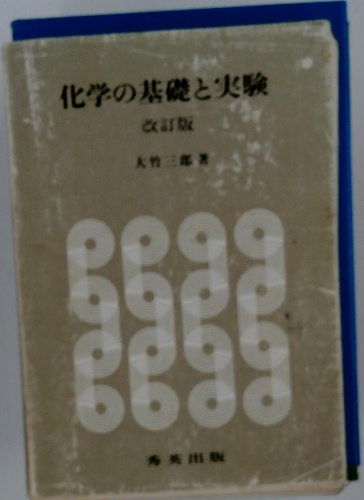 化学の基礎と実験
改訂版
大竹三郎著
秀英出版